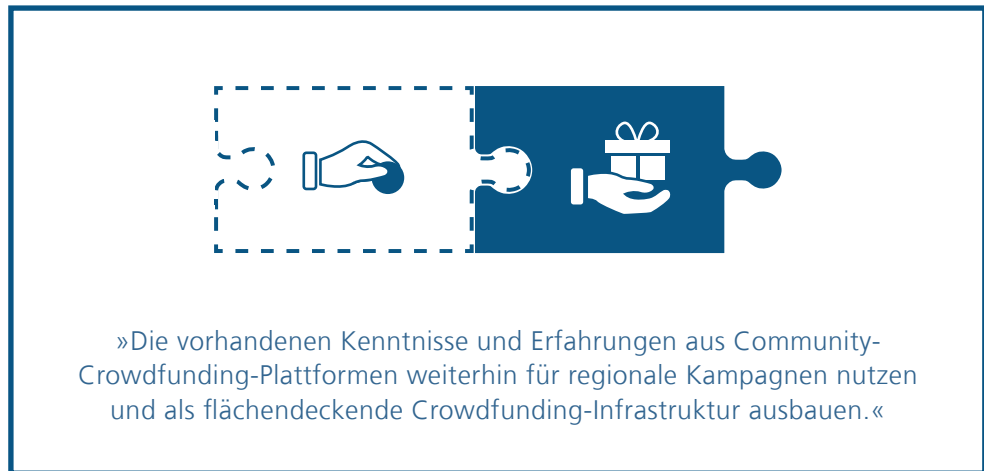 »Die vorhandenen Kenntnisse und Erfahrungen aus Community-
Crowdfunding-Plattformen weiterhin für regionale Kampagnen nutzen
und als flächendeckende Crowdfunding-Infrastruktur ausbauen.«